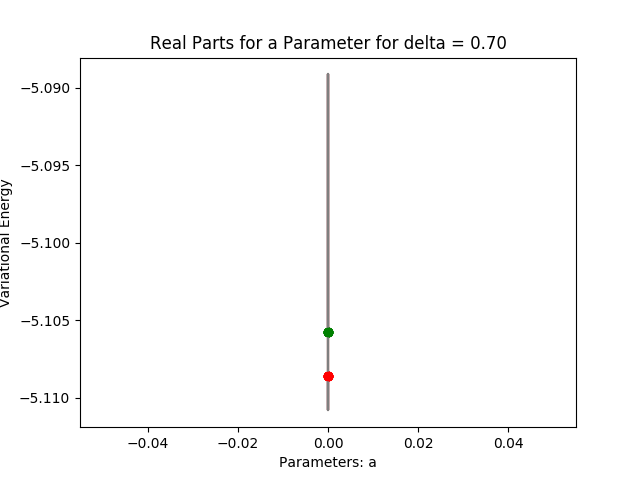 Real Parts for a Parameter for delta = 0.70
Variational Energy
−5.090
−5.095
−5.100
−5.105
−5.110
−0.04 −0.02 0.00 0.02 0.04
Parameters: a